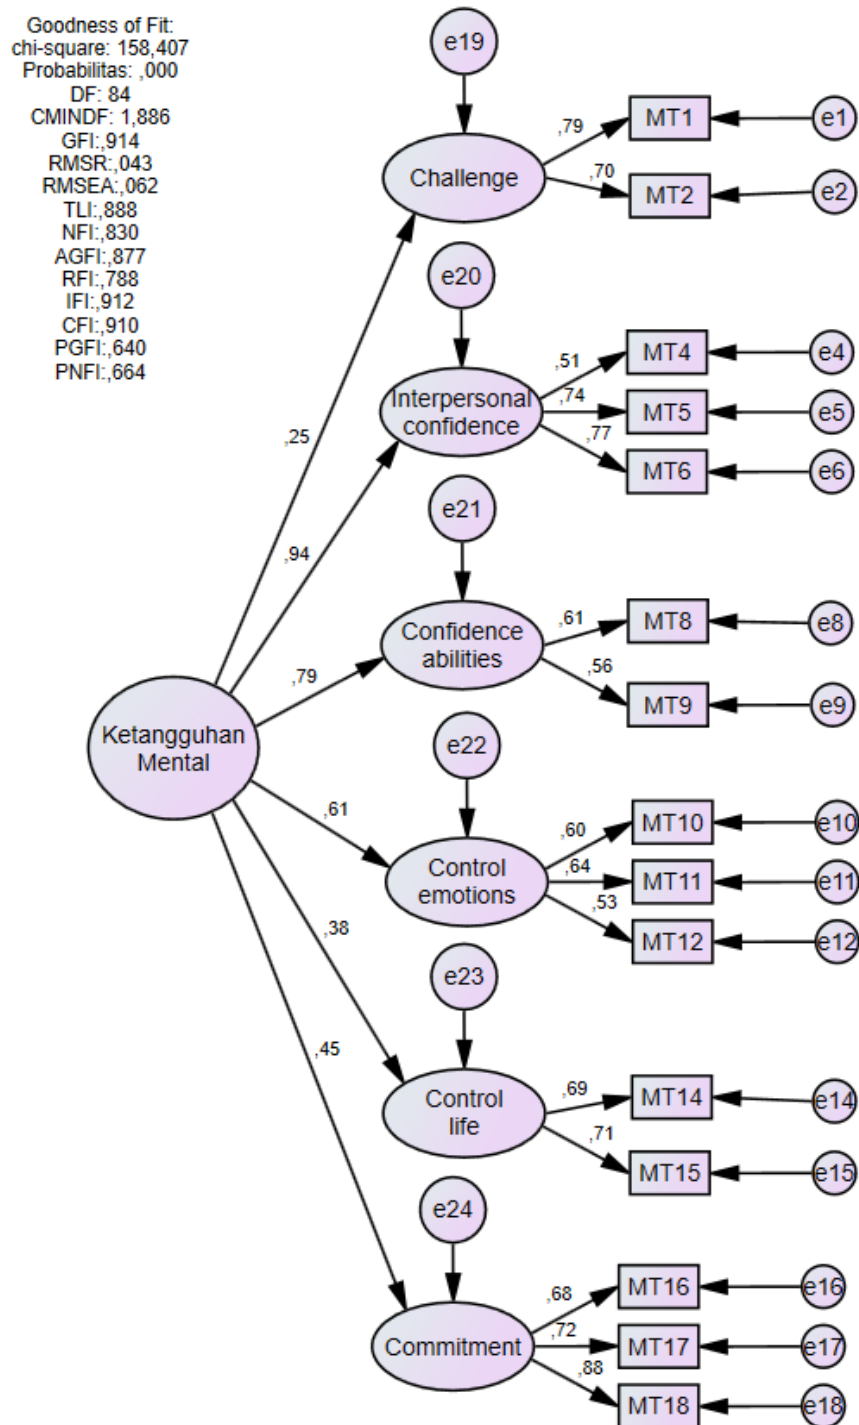 Goodness of Fit:
chi-square: 158,407
Probabilitas: ,000
DF: 84
CMINDF: 1,886
GFI:,914
RMSR:,043
RMSEA:,062
TLI:,888
NFI:,830
AGFI:,877
RFI:,788
IFI:,912
CFI:,910
PGFI:,640
PNFI:,664
e19
Challenge
,79
MT1
e1
,70
MT2
e2
,25
e20
Interpersonal
confidence
,51
MT4
e4
,74
MT5
e5
,77
MT6
e6
,94
e21
Confidence
abilities
,61
MT8
e8
,56
MT9
e9
,79
Ketangguhan
Mental
e22
Control
emotions
,60
MT10
e10
,64
MT11
e11
,53
MT12
e12
,61
e23
Control
life
,69
MT14
e14
,71
MT15
e15
,38
e24
Commitment
,68
MT16
e16
,72
MT17
e17
,88
MT18
e18
,45